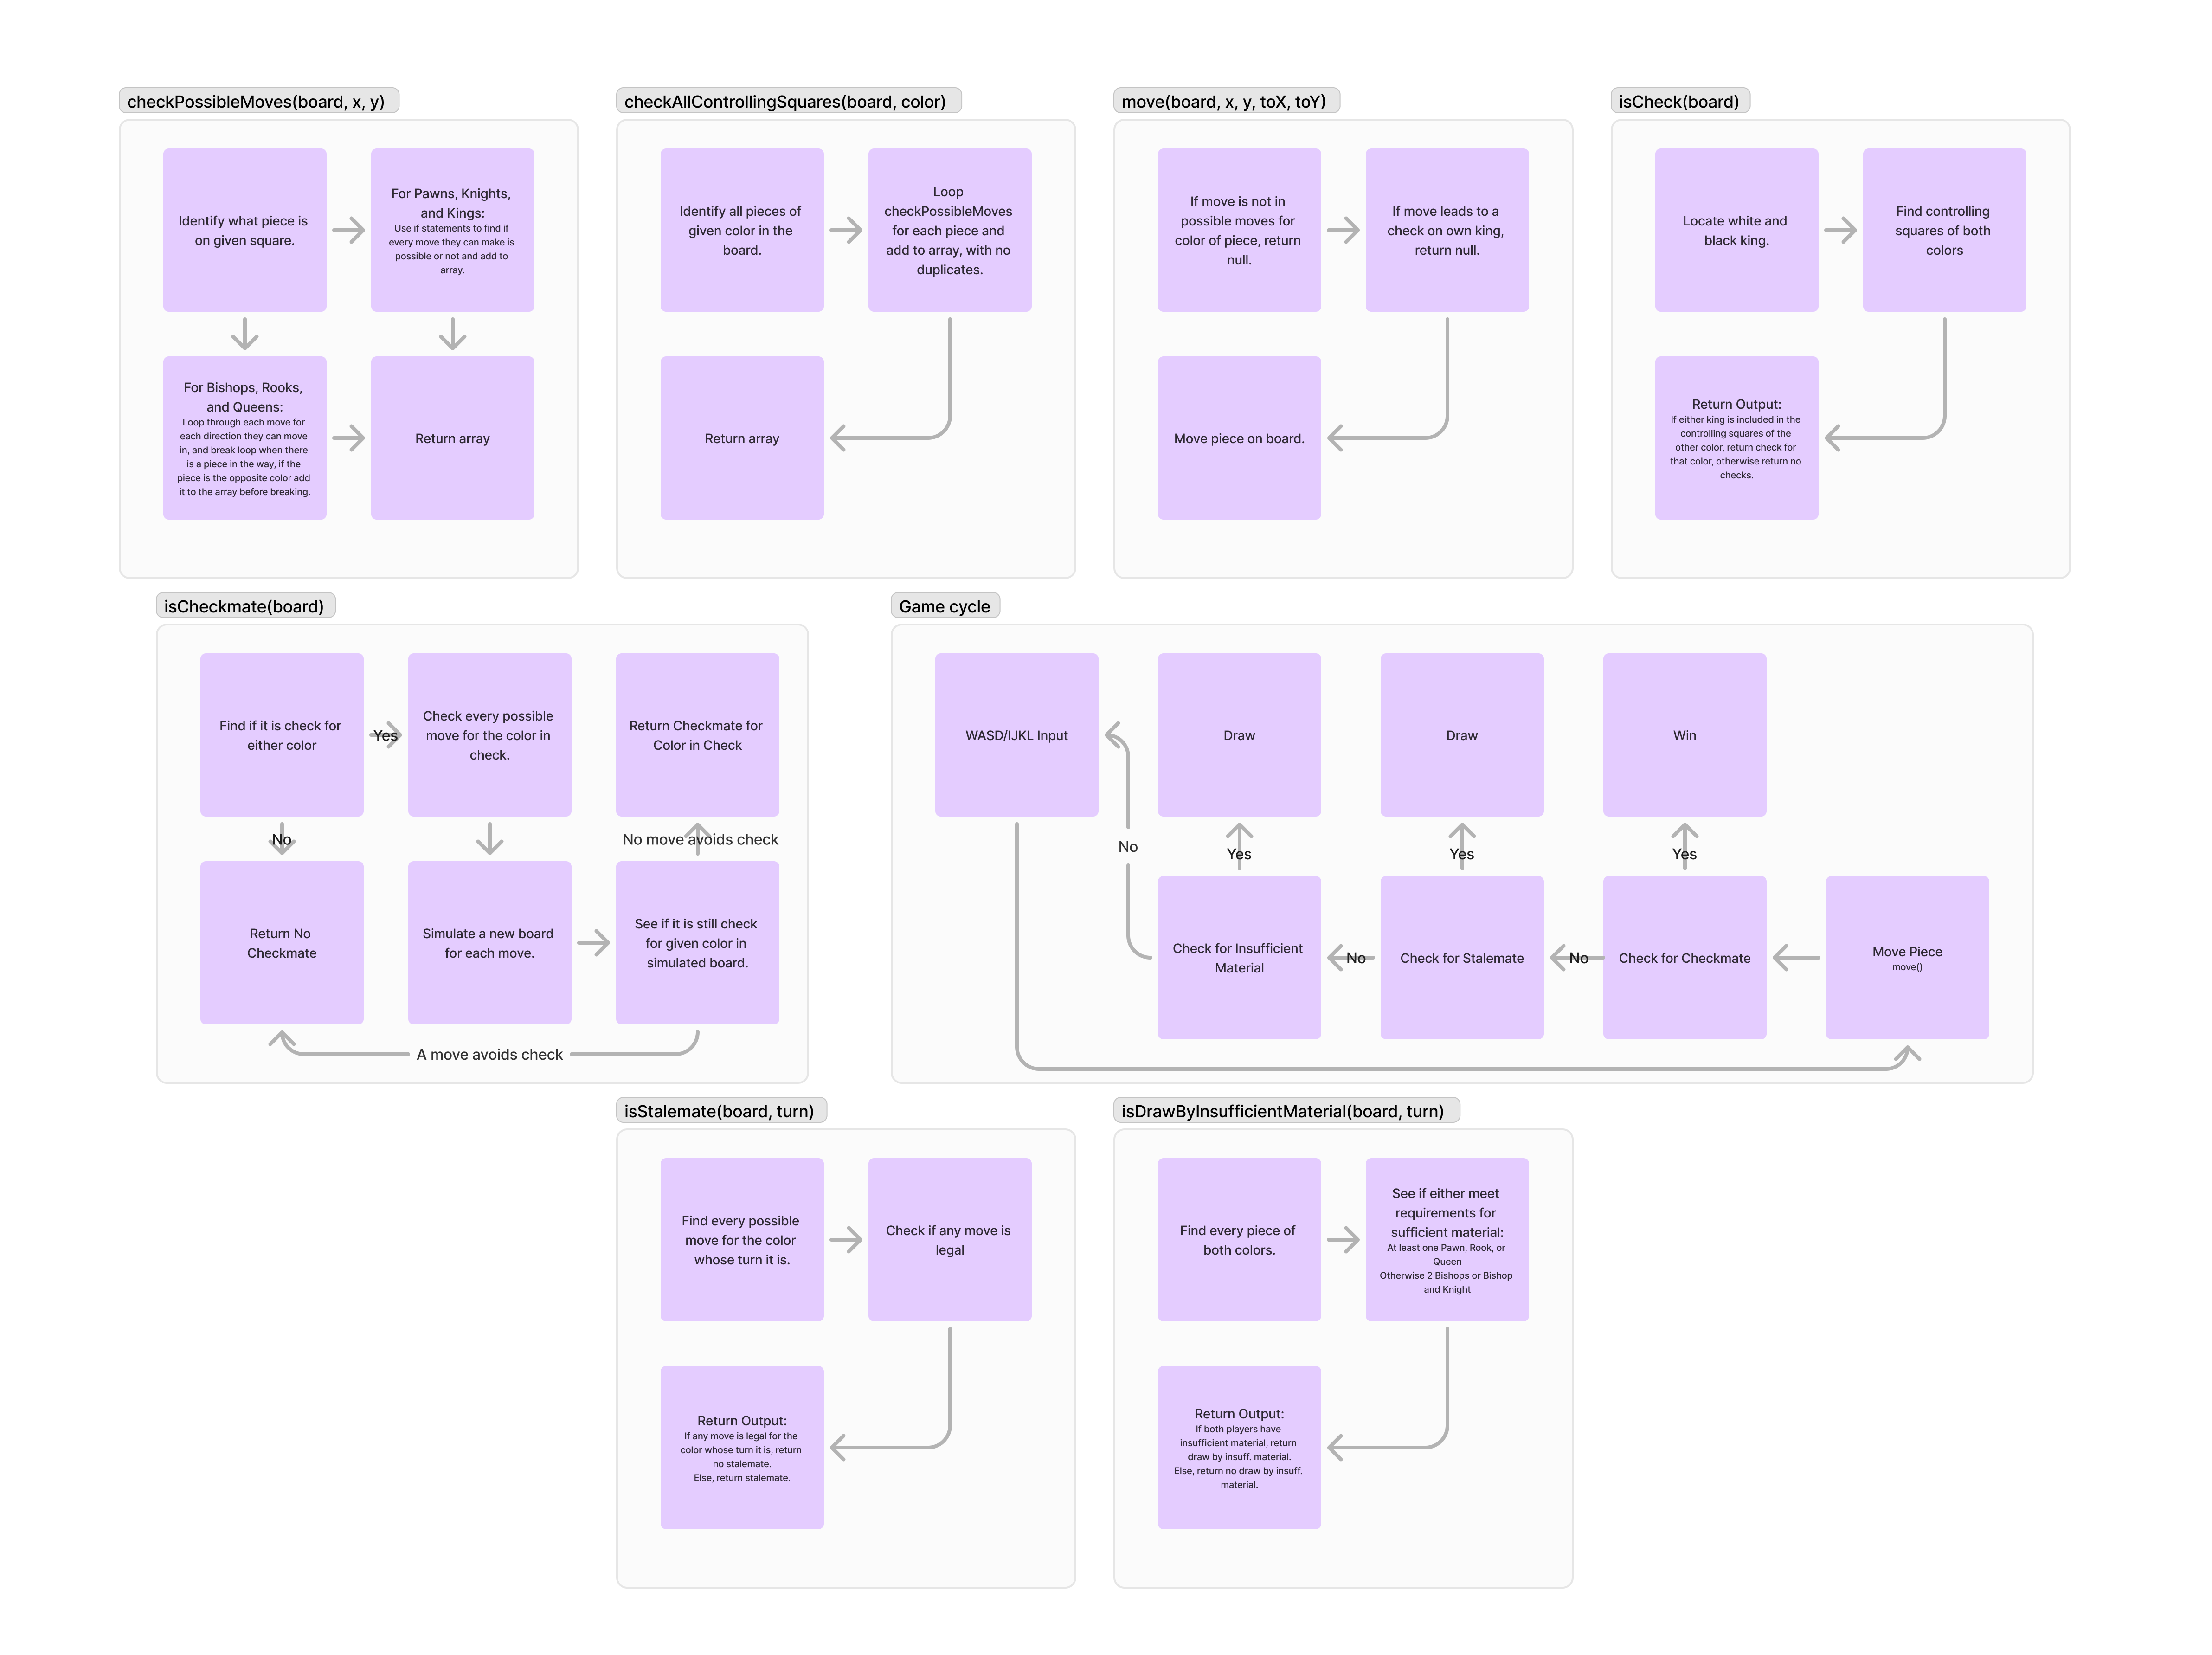 checkPossibleMoves(board, x, y)
Identify what piece is
on given square.
For Pawns, Knights,
and Kings:
Use if statements to find if
every move they can make is
possible or not and add to
array.
For Bishops, Rooks,
and Queens:
Loop through each move for
each direction they can move
in, and break loop when there
is a piece in the way, if the
piece is the opposite color add
it to the array before breaking.
Return array
checkAllControllingSquares(board, color)
Identify all pieces of
given color in the
board.
Loop
checkPossibleMoves
for each piece and
add to array, with no
duplicates.
Return array
move(board, x, y, toX, toY)
If move is not in
possible moves for
color of piece, return
null.
If move leads to a
check on own king,
return null.
Move piece on board.
isCheck(board)
Locate white and
black king.
Find controlling
squares of both
colors
Return Output:
If either king is included in the
controlling squares of the
other color, return check for
that color, otherwise return no
checks.
isCheckmate(board)
Find if it is check for
either color
Yes
Check every possible
move for the color in
check.
Return Checkmate for
Color in Check
No
No move avoids check
Return No
Checkmate
Simulate a new board
for each move.
See if it is still check
for given color in
simulated board.
A move avoids check
Game cycle
WASD/IJKL Input
Draw
Draw
Win
No
Yes
Yes
Yes
Check for Insufficient
Material
No
Check for Stalemate
No
Check for Checkmate
Move Piece
move()
isStalemate(board, turn)
Find every possible
move for the color
whose turn it is.
Check if any move is
legal
Return Output:
If any move is legal for the
color whose turn it is, return
no stalemate.
Else, return stalemate.
isDrawByInsufficientMaterial(board, turn)
Find every piece of
both colors.
See if either meet
requirements for
sufficient material:
At least one Pawn, Rook, or
Queen
Otherwise 2 Bishops or Bishop
and Knight
Return Output:
If both players have
insufficient material, return
draw by insuff. material.
Else, return no draw by insuff.
material.